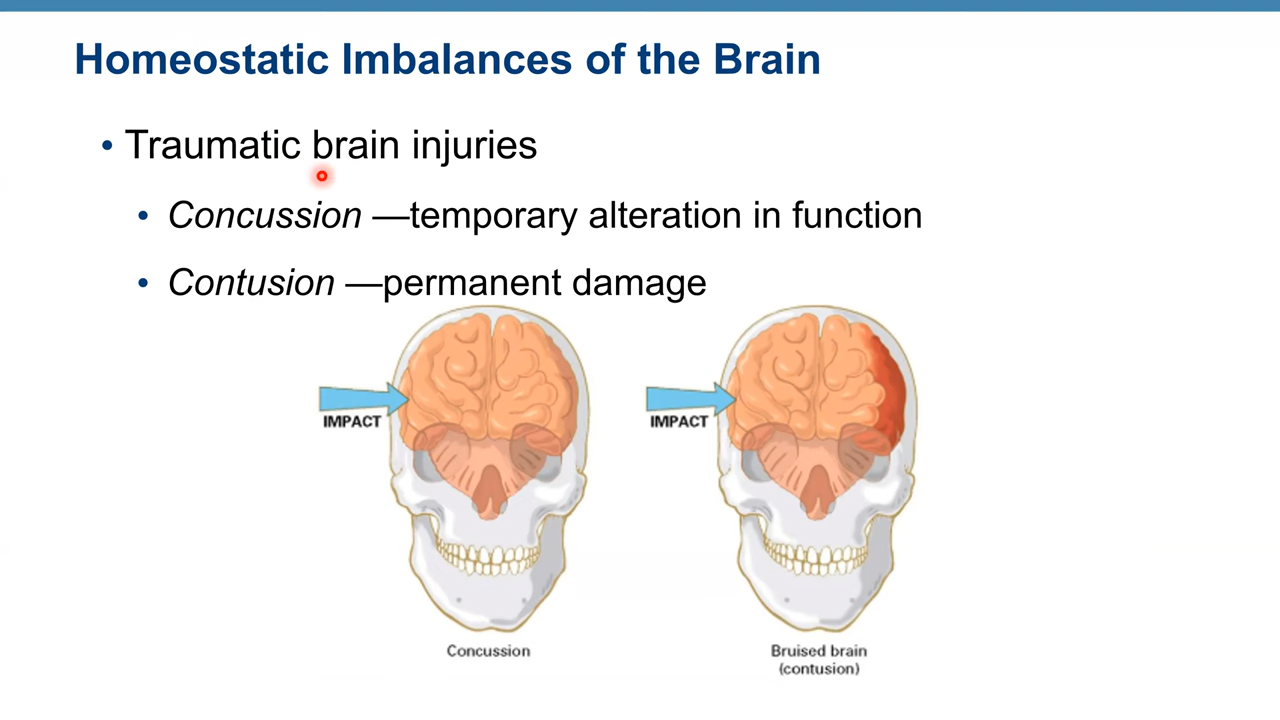 Homeostatic Imbalances of the Brain
• Traumatic brain injuries
• Concussion —temporary alteration in function
• Contusion —permanent damage
IMPACT
IMPACT
Concussion
Bruised brain
(contusion)